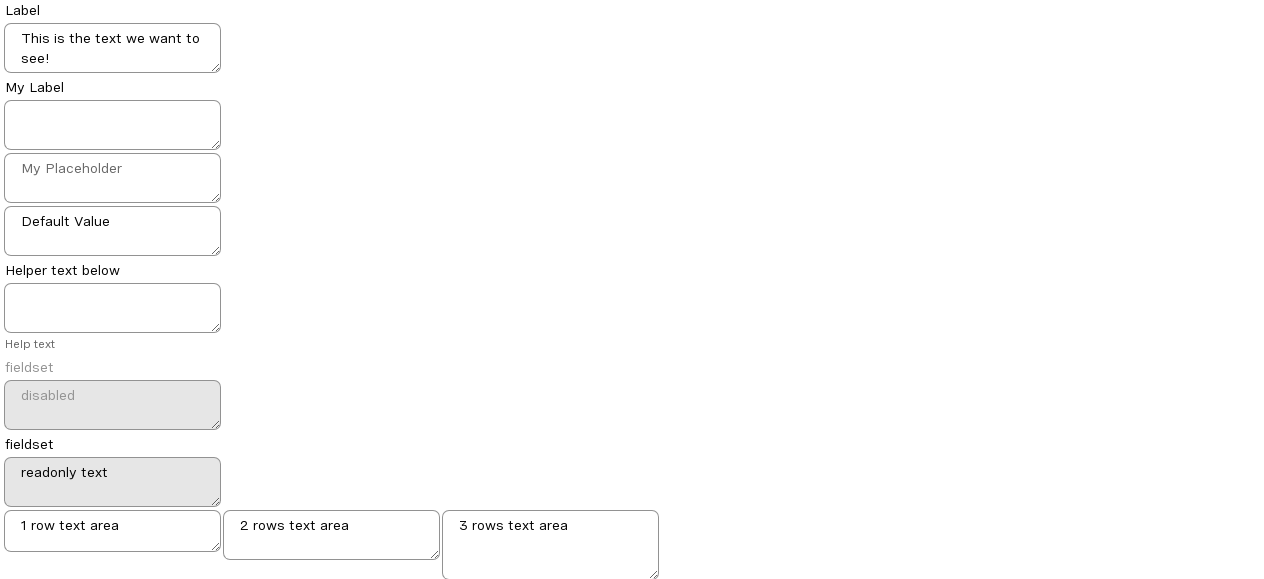 Label
This is the text we want to
see!
My Label
My Placeholder
Default Value
Helper text below
Help text
fieldset
disabled
fieldset
readonly text
1 row text area
2 rows text area
3 rows text area